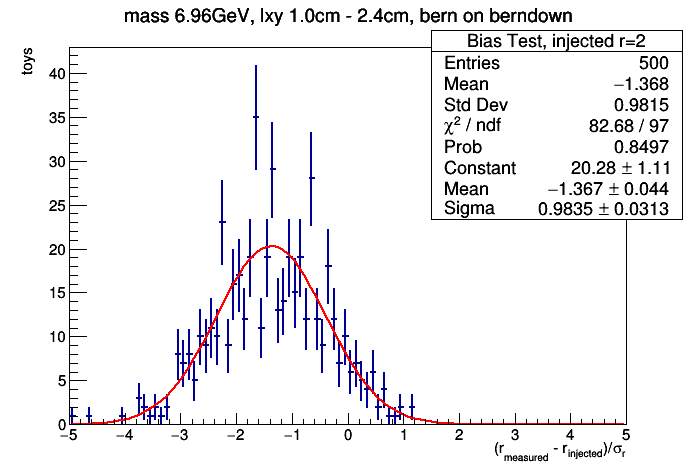 mass 6.96GeV, lxy 1.0cm - 2.4cm, bern on berndown
Bias Test, injected r=2
Entries 500
Mean −1.368
Std Dev 0.9815
χ² / ndf 82.68 / 97
Prob 0.8497
Constant 20.28 ± 1.11
Mean −1.367 ± 0.044
Sigma 0.9835 ± 0.0313
toys
40
35
30
25
20
15
10
5
0
−5 −4 −3 −2 −1 0 1 2 3 4 5
(r_measured - r_injected)/σ_r